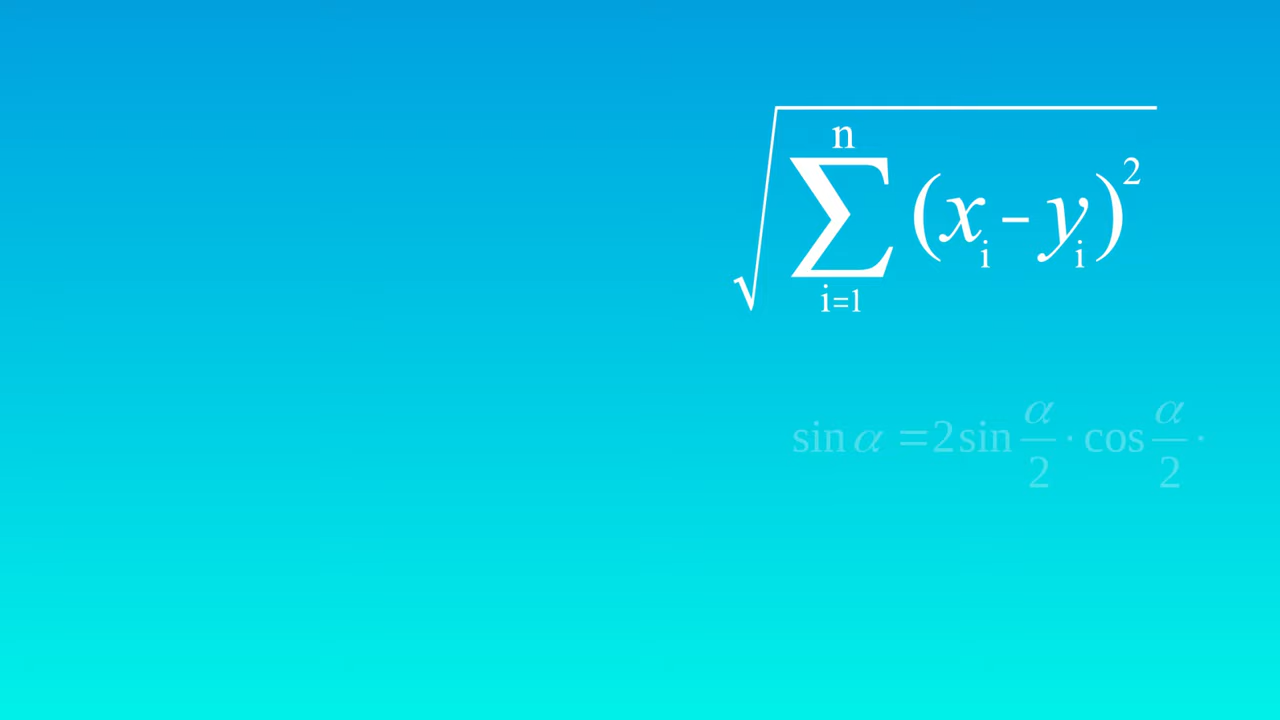 √(∑_{i=1}^{n} (x_i − y_i)^2)
sin α = 2 sin α/2 · cos α/2 ·